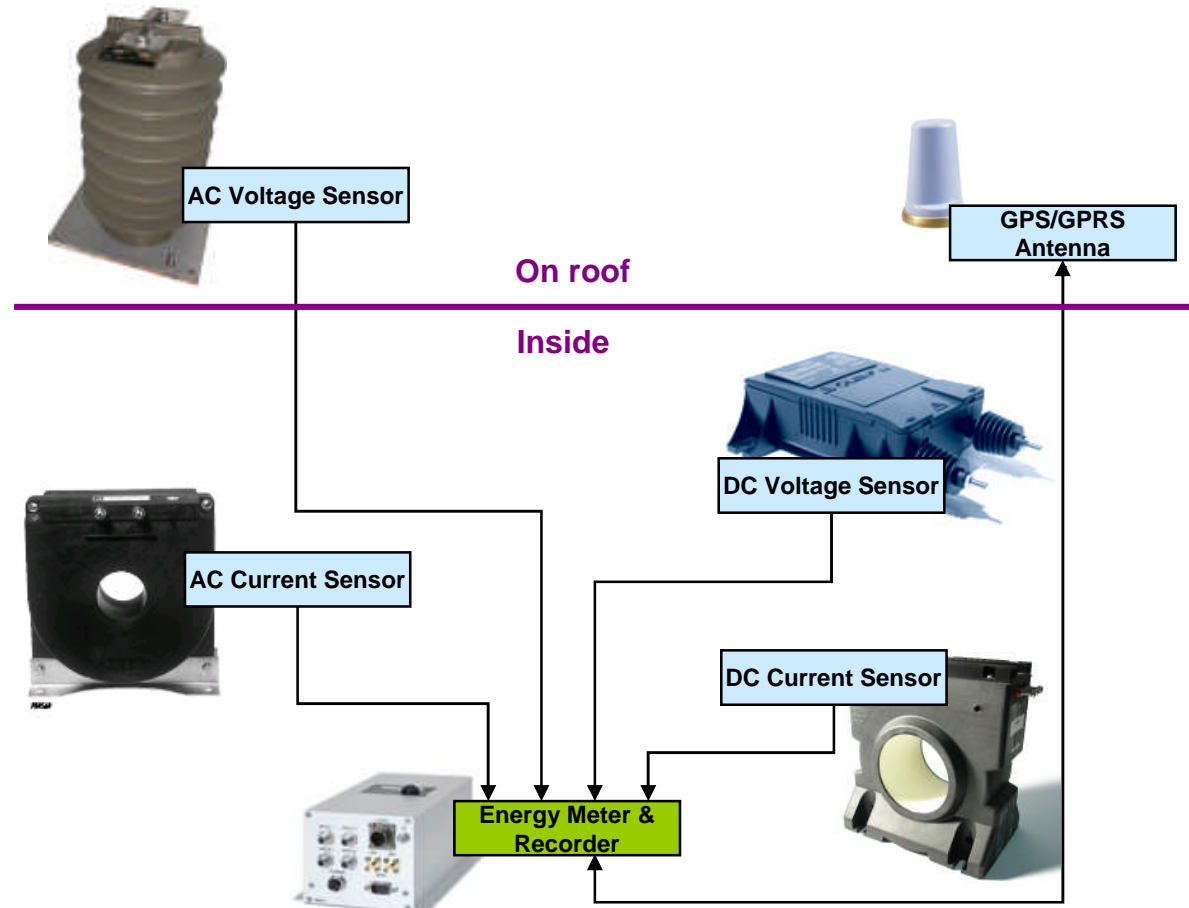 AC Voltage Sensor
GPS/GPRS
Antenna
On roof
Inside
DC Voltage Sensor
AC Current Sensor
DC Current Sensor
Energy Meter &
Recorder